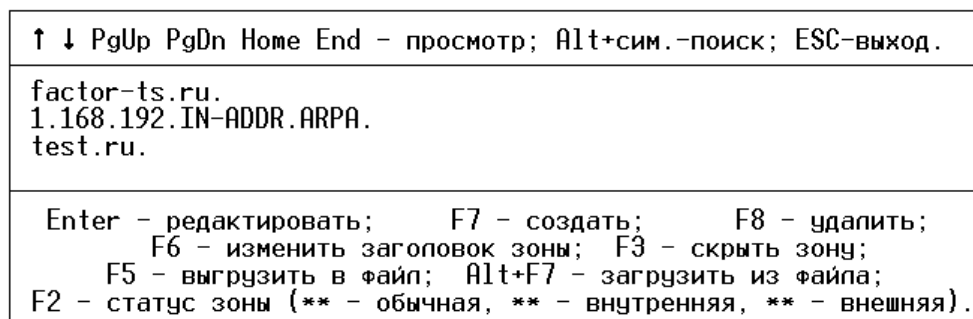 ↑ ↓ PgUp PgDn Home End – просмотр; Alt+сим.–поиск; ESC–выход.
factor-ts.ru.
1.168.192.IN-ADDR.ARPA.
test.ru.
Enter – редактировать; F7 – создать; F8 – удалить;
F6 – изменить заголовок зоны; F3 – скрыть зону;
F5 – выгрузить в файл; Alt+F7 – загрузить из файла;
F2 – статус зоны (** – обычная, ** – внутренняя, ** – внешняя).